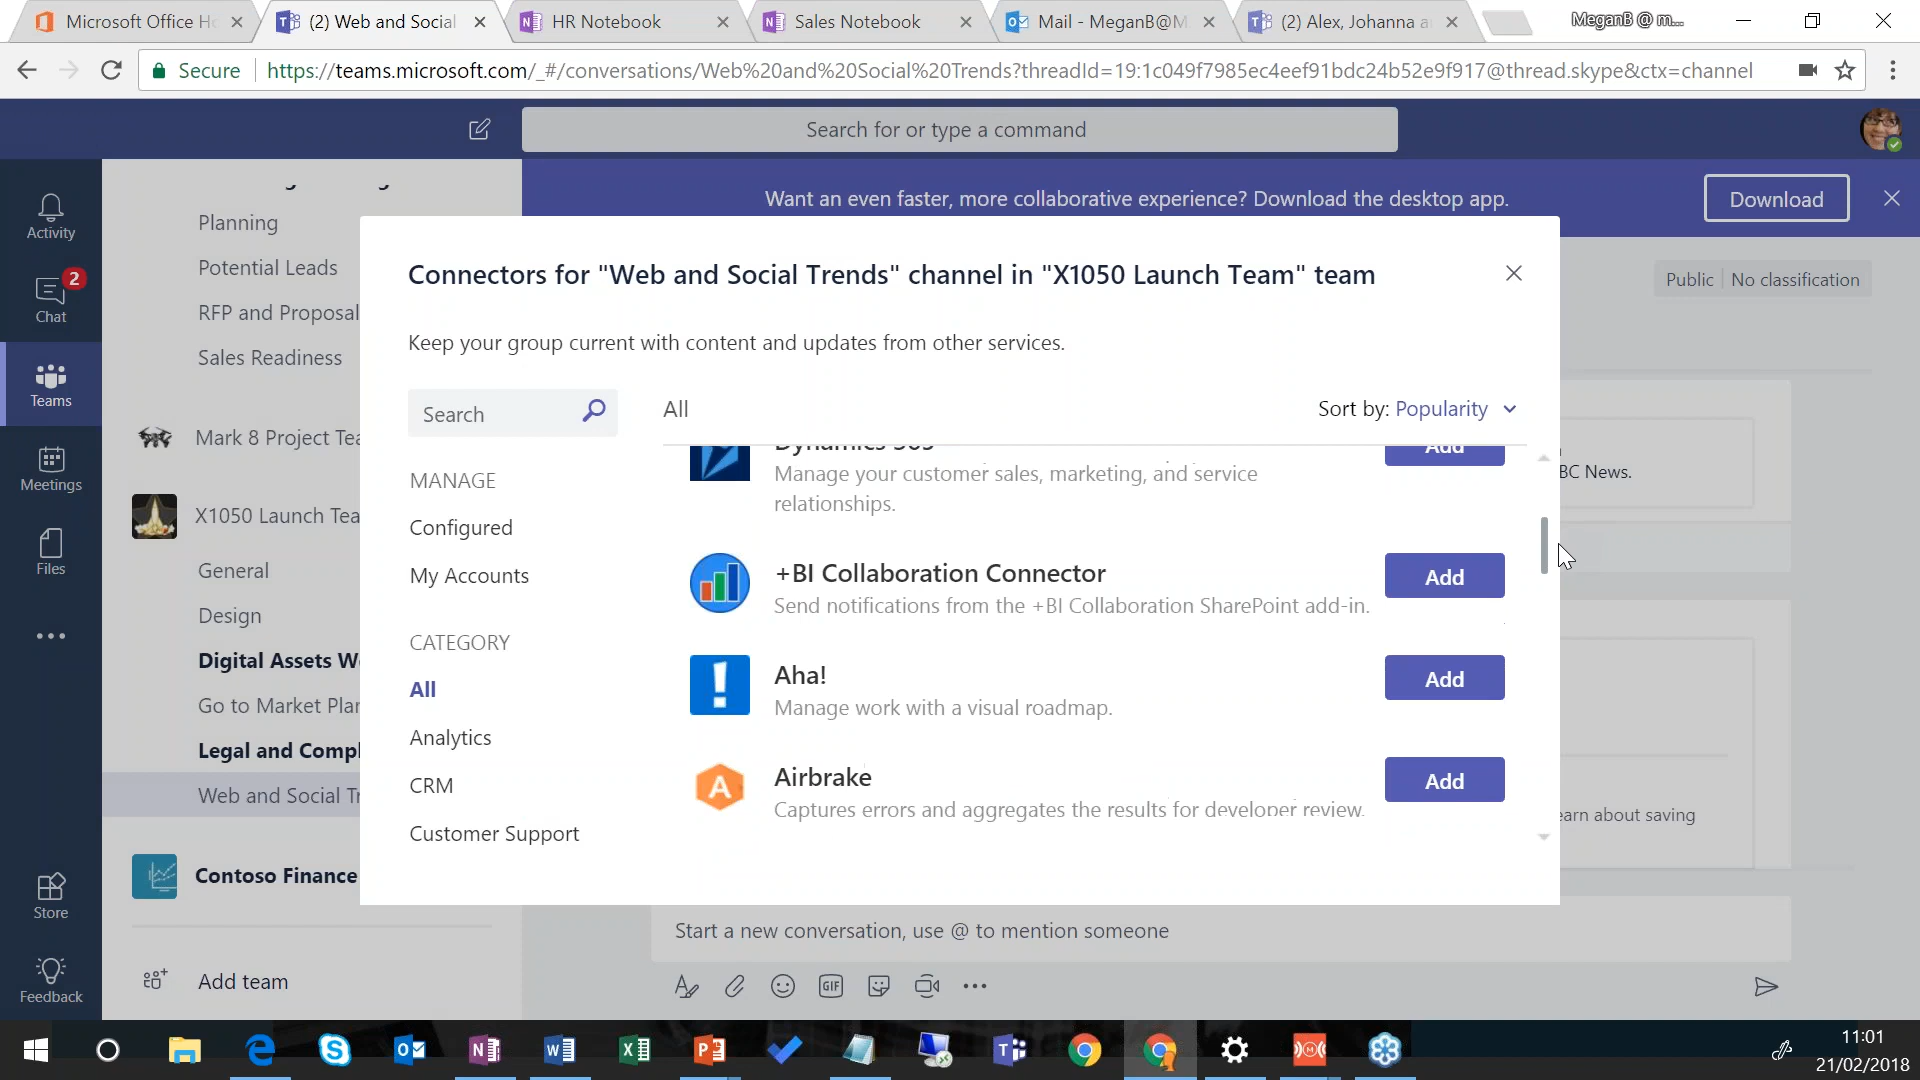 Microsoft Office Ho
(2) Web and Social
HR Notebook
Sales Notebook
Mail - MeganB@M
(2) Alex, Johanna a
MeganB @ m...
Secure
https://teams.microsoft.com/_#/conversations/Web%20and%20Social%20Trends?threadId=19:1c049f7985ec4eef91bdc24b52e9f917@thread.skype&ctx=channel
Search for or type a command
Want an even faster, more collaborative experience? Download the desktop app.
Download
Activity
Chat
2
Teams
Meetings
Files
Store
Feedback
Planning
Potential Leads
RFP and Proposal
Sales Readiness
Mark 8 Project Tea
X1050 Launch Tea
General
Design
Digital Assets W
Go to Market Plan
Legal and Compl
Web and Social Tr
Contoso Finance
Add team
Public
No classification
Connectors for "Web and Social Trends" channel in "X1050 Launch Team" team
Keep your group current with content and updates from other services.
Search
All
Sort by: Popularity
MANAGE
Configured
My Accounts
CATEGORY
All
Analytics
CRM
Customer Support
Dynamics 365
Add
Manage your customer sales, marketing, and service
relationships.
+BI Collaboration Connector
Send notifications from the +BI Collaboration SharePoint add-in.
Add
Aha!
Manage work with a visual roadmap.
Add
Airbrake
Captures errors and aggregates the results for developer review.
Add
BC News.
earn about saving
Start a new conversation, use @ to mention someone
GIF
11:01
21/02/2018